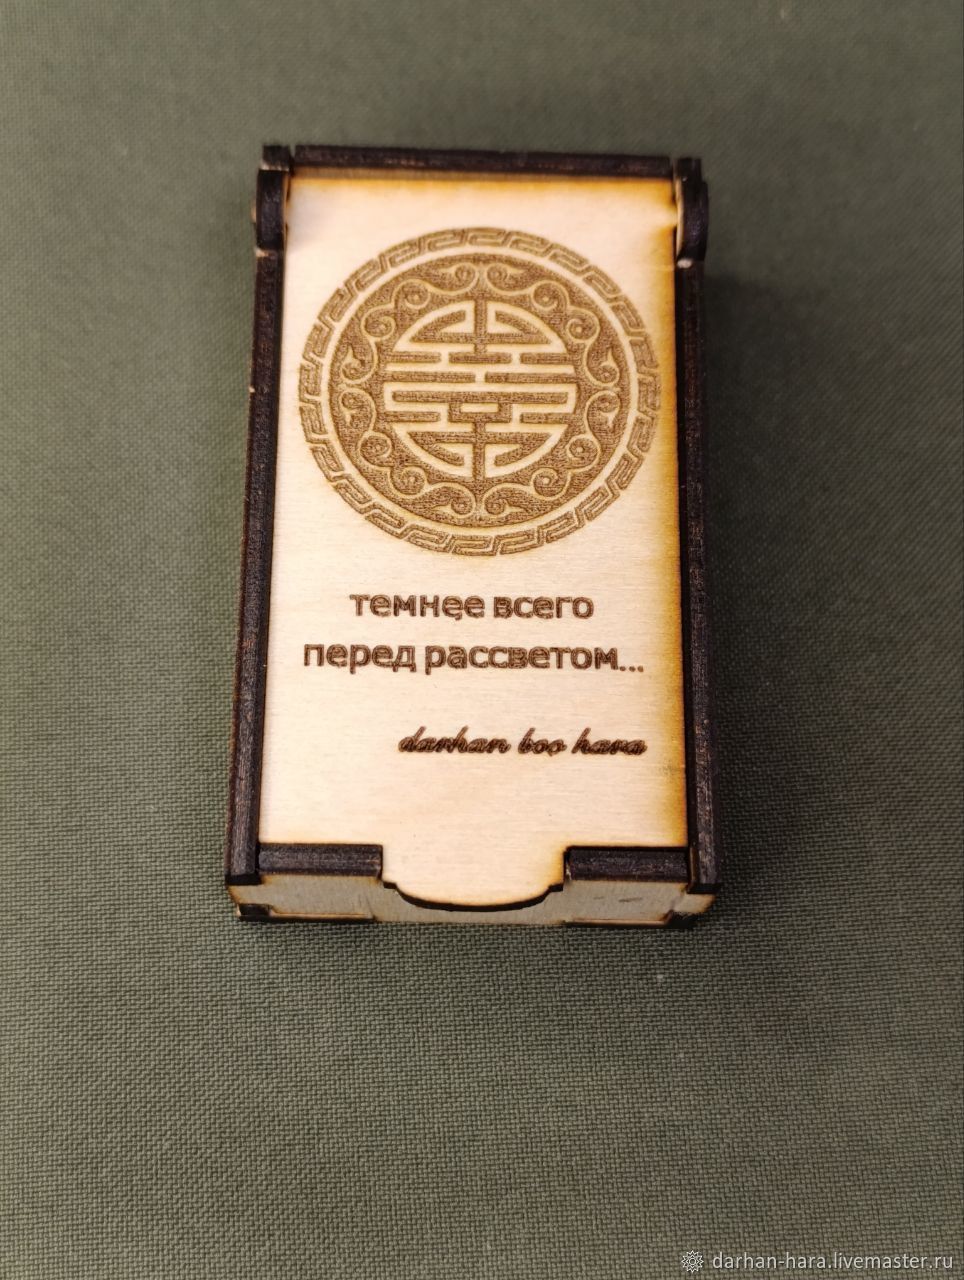 темнее всего
перед рассветом...
darhan boo hara
darhan-hara.livemaster.ru